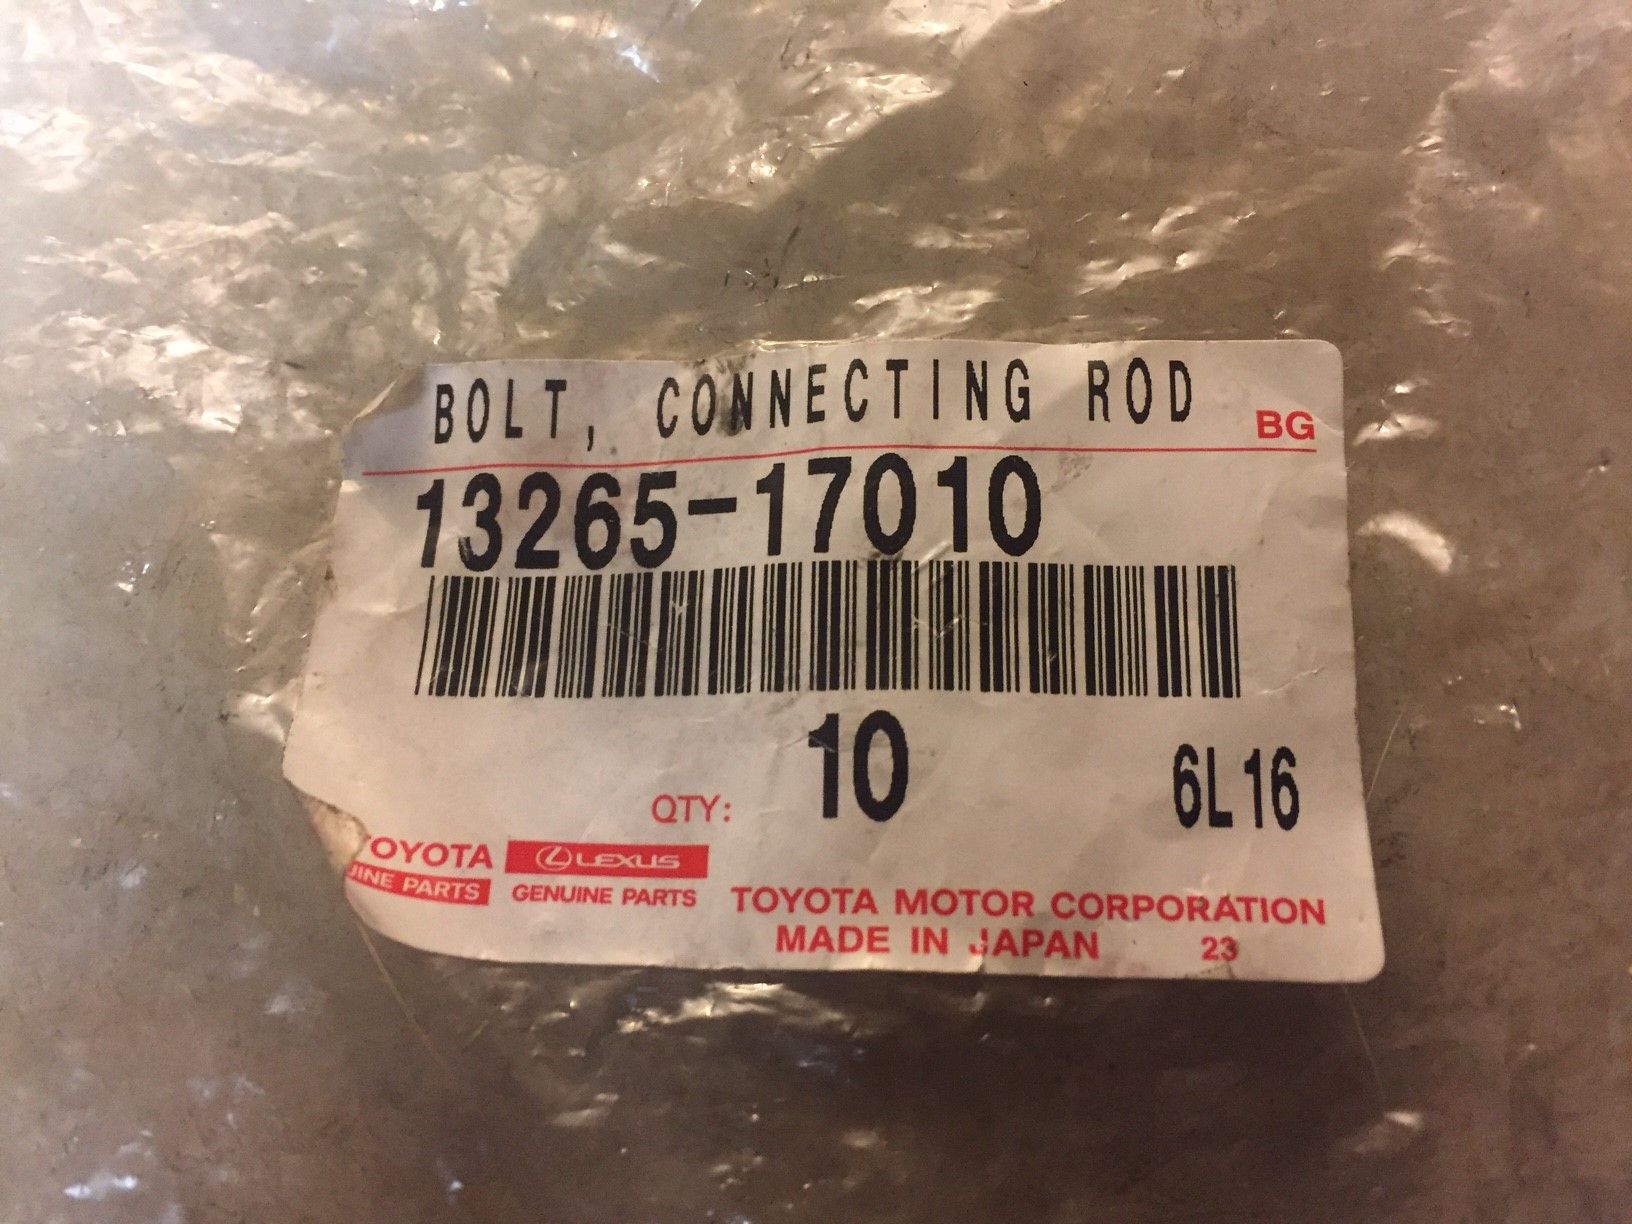 BOLT, CONNECTING ROD BG
13265-17010
QTY: 10 6L16
TOYOTA LEXUS
GENUINE PARTS
TOYOTA MOTOR CORPORATION
MADE IN JAPAN 23